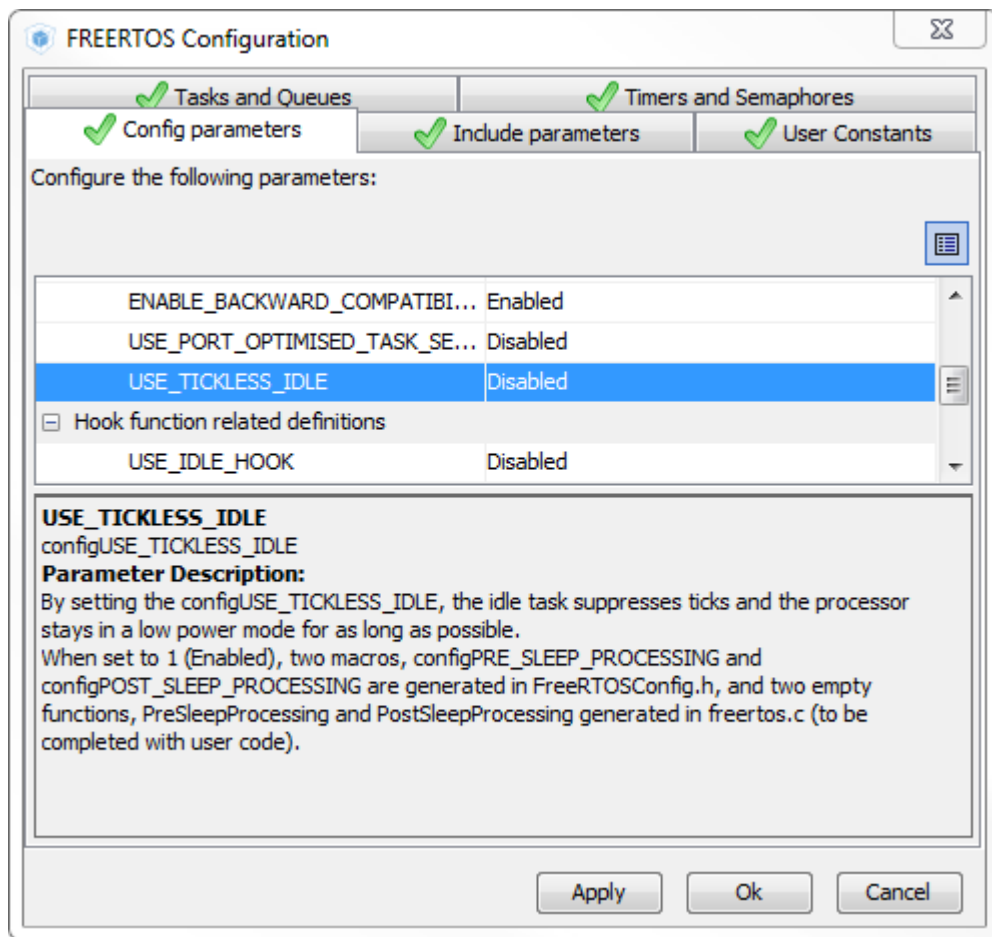 FREERTOS Configuration
Tasks and Queues
Timers and Semaphores
Config parameters
Include parameters
User Constants
Configure the following parameters:
ENABLE_BACKWARD_COMPATIBI... Enabled
USE_PORT_OPTIMISED_TASK_SE... Disabled
USE_TICKLESS_IDLE Disabled
Hook function related definitions
USE_IDLE_HOOK Disabled
USE_TICKLESS_IDLE
configUSE_TICKLESS_IDLE
Parameter Description:
By setting the configUSE_TICKLESS_IDLE, the idle task suppresses ticks and the processor
stays in a low power mode for as long as possible.
When set to 1 (Enabled), two macros, configPRE_SLEEP_PROCESSING and
configPOST_SLEEP_PROCESSING are generated in FreeRTOSConfig.h, and two empty
functions, PreSleepProcessing and PostSleepProcessing generated in freertos.c (to be
completed with user code).
Apply
Ok
Cancel